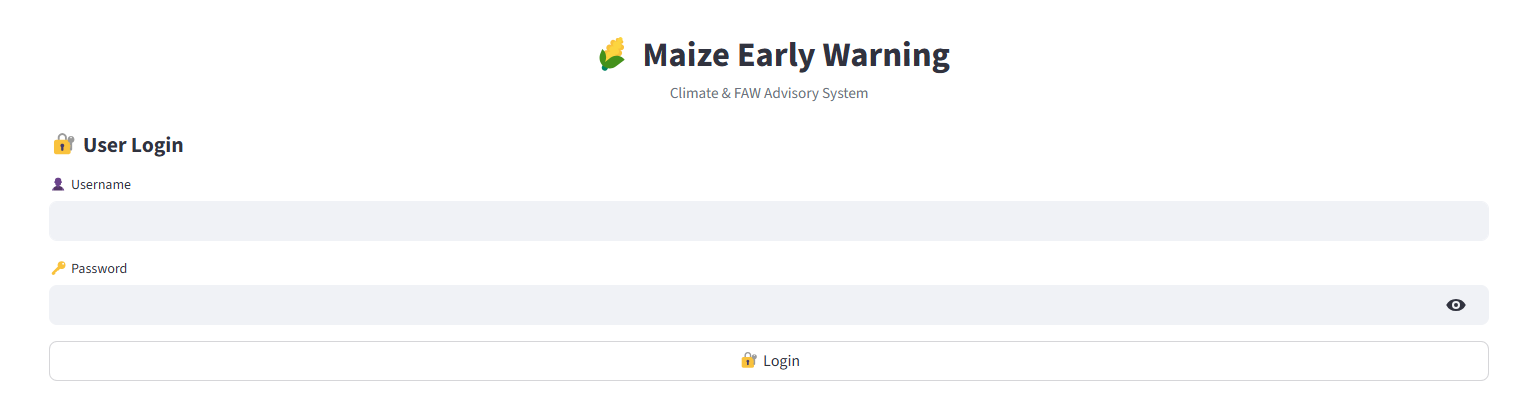 Maize Early Warning
Climate & FAW Advisory System
User Login
Username
Password
Login